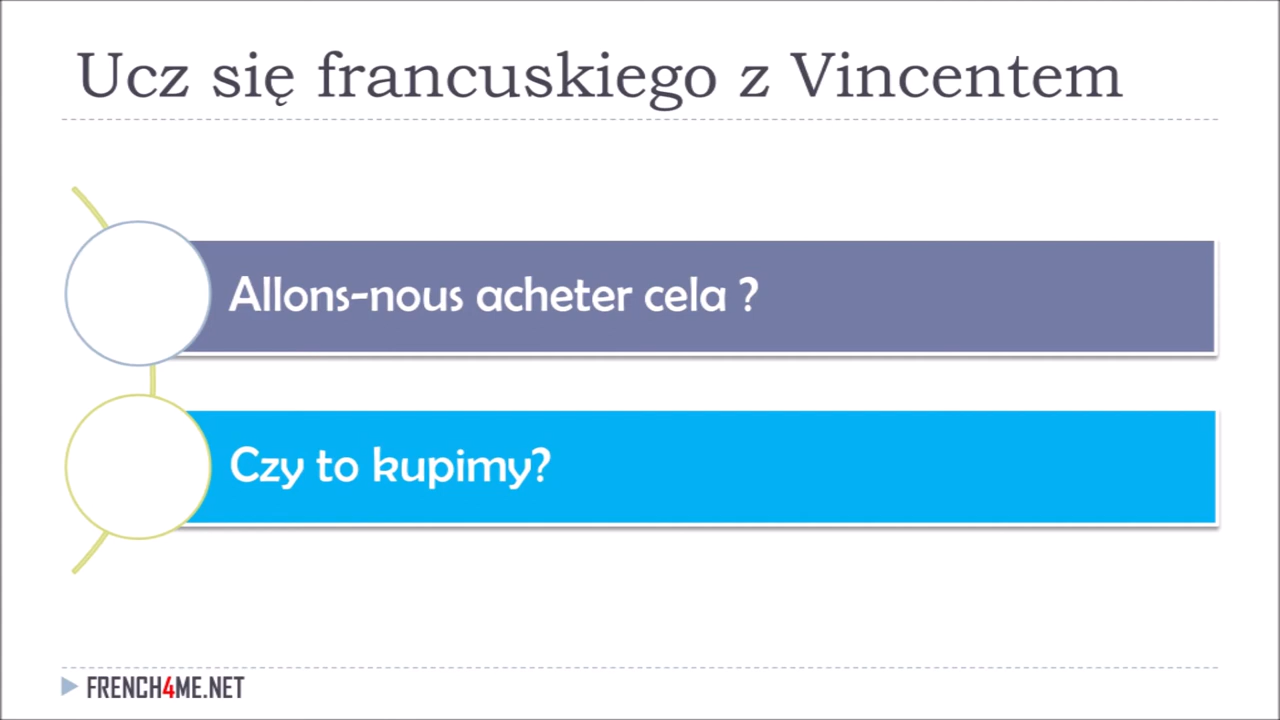 Ucz się francuskiego z Vincentem
Allons-nous acheter cela ?
Czy to kupimy?
FRENCH4ME.NET